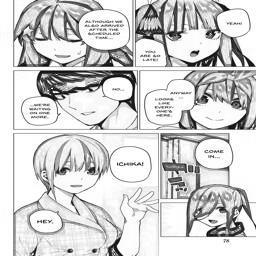 ALTHOUGH WE
ALSO ARRIVED
AFTER THE
SCHEDULED
TIME...
YEAH!
YOU ARE
SO LATE!
NO...
...WE'RE
WAITING ON
ONE MORE.
ANYWAY
LOOKS
LIKE
EVERY-
ONE'S
HERE!
ICHIKA!
HEY.
COME
IN...
78